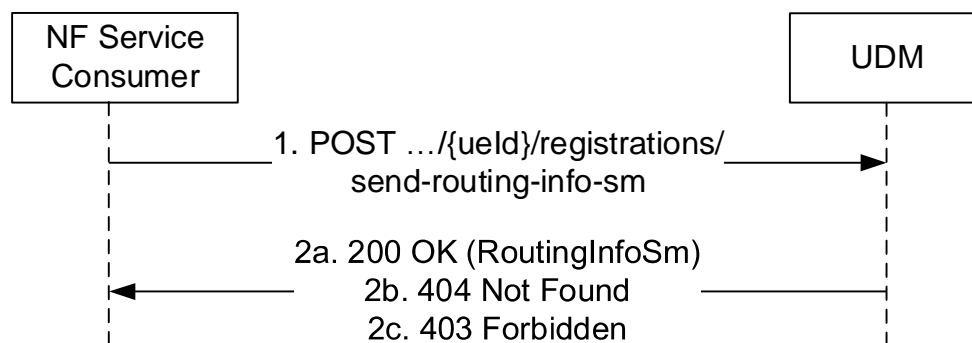 NF Service
Consumer
UDM
1. POST …/{ueId}/registrations/
send-routing-info-sm
2a. 200 OK (RoutingInfoSm)
2b. 404 Not Found
2c. 403 Forbidden